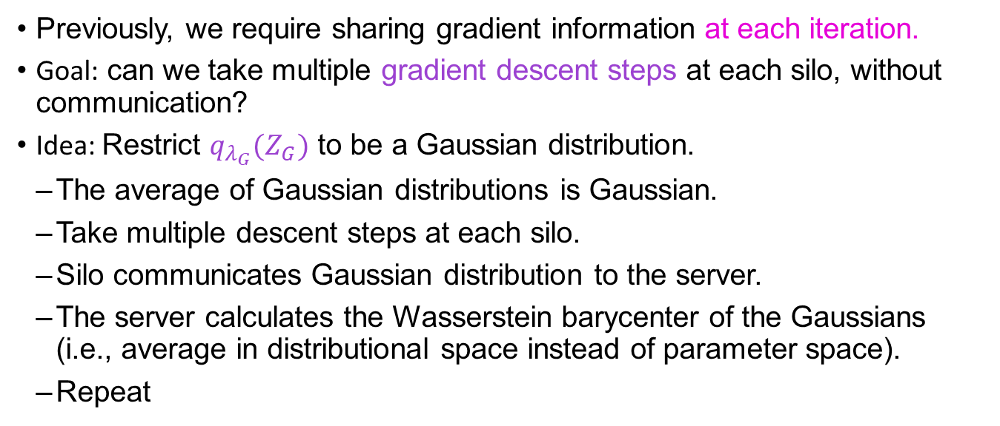 • Previously, we require sharing gradient information at each iteration.
• Goal: can we take multiple gradient descent steps at each silo, without
communication?
• Idea: Restrict $q_{\lambda_G}(Z_G)$ to be a Gaussian distribution.
– The average of Gaussian distributions is Gaussian.
– Take multiple descent steps at each silo.
– Silo communicates Gaussian distribution to the server.
– The server calculates the Wasserstein barycenter of the Gaussians
(i.e., average in distributional space instead of parameter space).
– Repeat